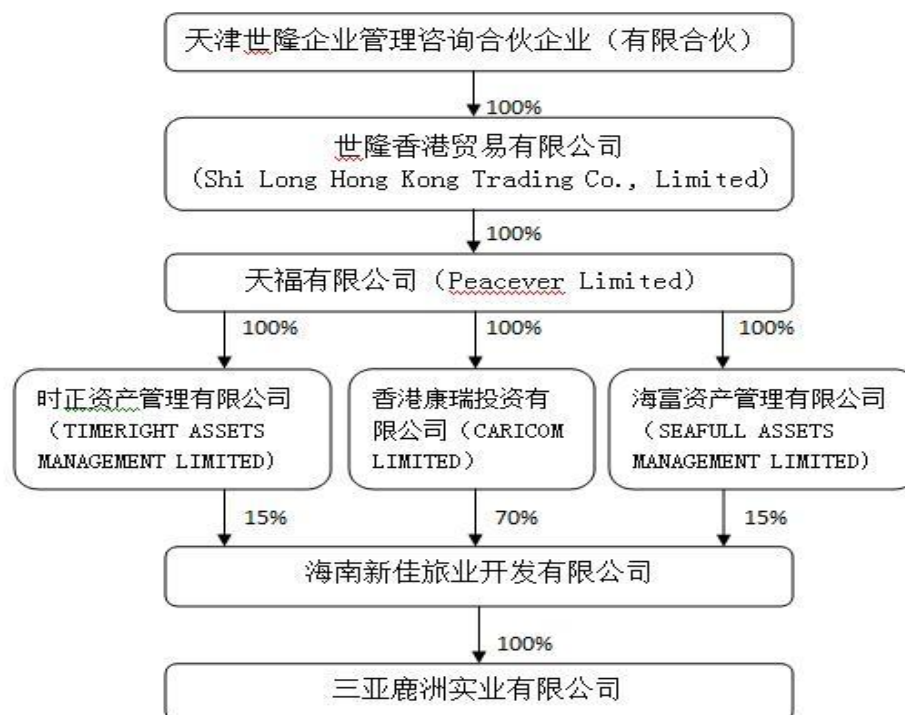 天津世隆企业管理咨询合伙企业（有限合伙）
100%
世隆香港贸易有限公司
（Shi Long Hong Kong Trading Co., Limited）
100%
天福有限公司（Peacever Limited）
100%
100%
100%
时正资产管理有限公司
（TIMERIGHT ASSETS
MANAGEMENT LIMITED）
香港康瑞投资有
限公司（CARICOM
LIMITED）
海富资产管理有限公司
（SEAFULL ASSETS
MANAGEMENT LIMITED）
15%
70%
15%
海南新佳旅业开发有限公司
100%
三亚鹿洲实业有限公司